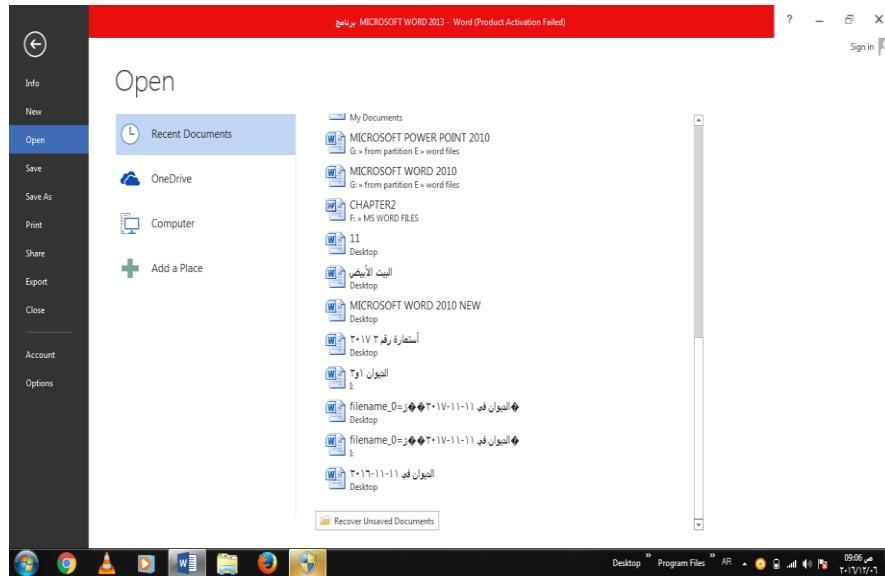 برنامج MICROSOFT WORD 2013 - Word (Product Activation Failed)
?
Sign in
Info
New
Open
Save
Save As
Print
Share
Export
Close
Account
Options
Open
Recent Documents
OneDrive
Computer
Add a Place
My Documents
MICROSOFT POWER POINT 2010
G: » from partition E » word files
MICROSOFT WORD 2010
G: » from partition E » word files
CHAPTER2
F: » MS WORD FILES
11
Desktop
البيت الأبيض
Desktop
MICROSOFT WORD 2010 NEW
Desktop
أستمارة رقم ٢ ٢٠١٧
Desktop
الديوان ١و٢
I:
Desktop
I:
الديوان في ١١-١١-٢٠١٦
Desktop
Recover Unsaved Documents
Desktop » Program Files » AR
09:06 ص
٢٠١٦/١٢/٠٦